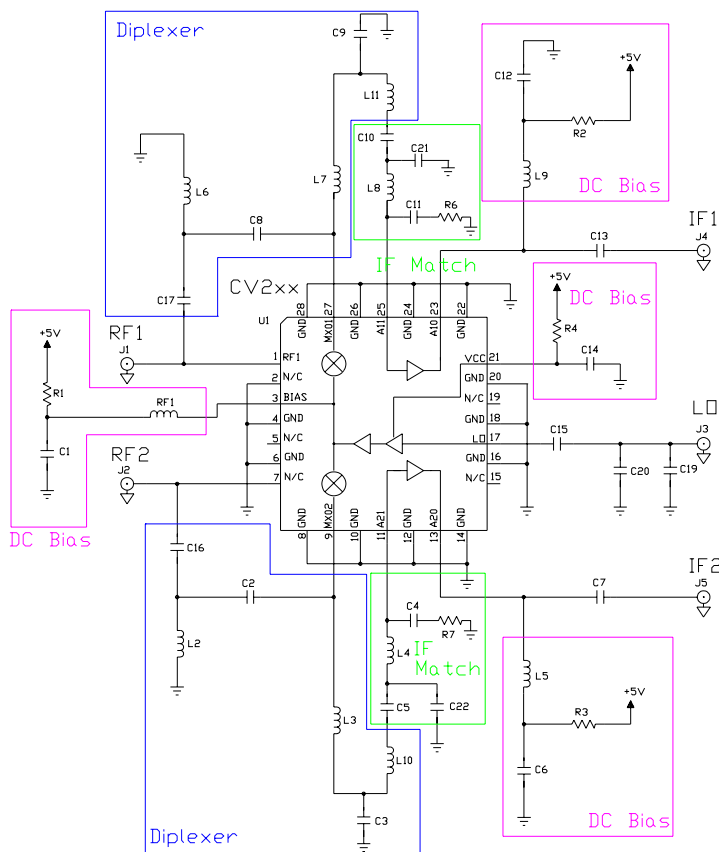 Diplexer
C9
C12
+5V
L11
C10
R2
C21
L7
L8
L9
L6
DC Bias
C11
R6
IF1
C8
C13
J4
IF Match
C17
CV2xx
+5V
DC Bias
U1
28
27
26
25
24
23
22
GND
MXO1
GND
A11
GND
A10
GND
R4
+5V
RF1
J1
1
RF1
VCC
21
C14
N/C
2
GND
20
R1
RF1
3
BIAS
N/C
19
4
GND
GND
18
LO
C1
5
N/C
LO
17
C15
J3
RF2
6
GND
GND
16
J2
7
N/C
N/C
15
C20
C19
GND
MXO2
GND
A21
GND
A20
GND
8
9
10
11
12
13
14
DC Bias
C16
IF2
C2
C7
J5
C4
R7
L2
L4
IF
Match
L5
+5V
L3
C5
C22
R3
L10
C6
C3
DC Bias
Diplexer